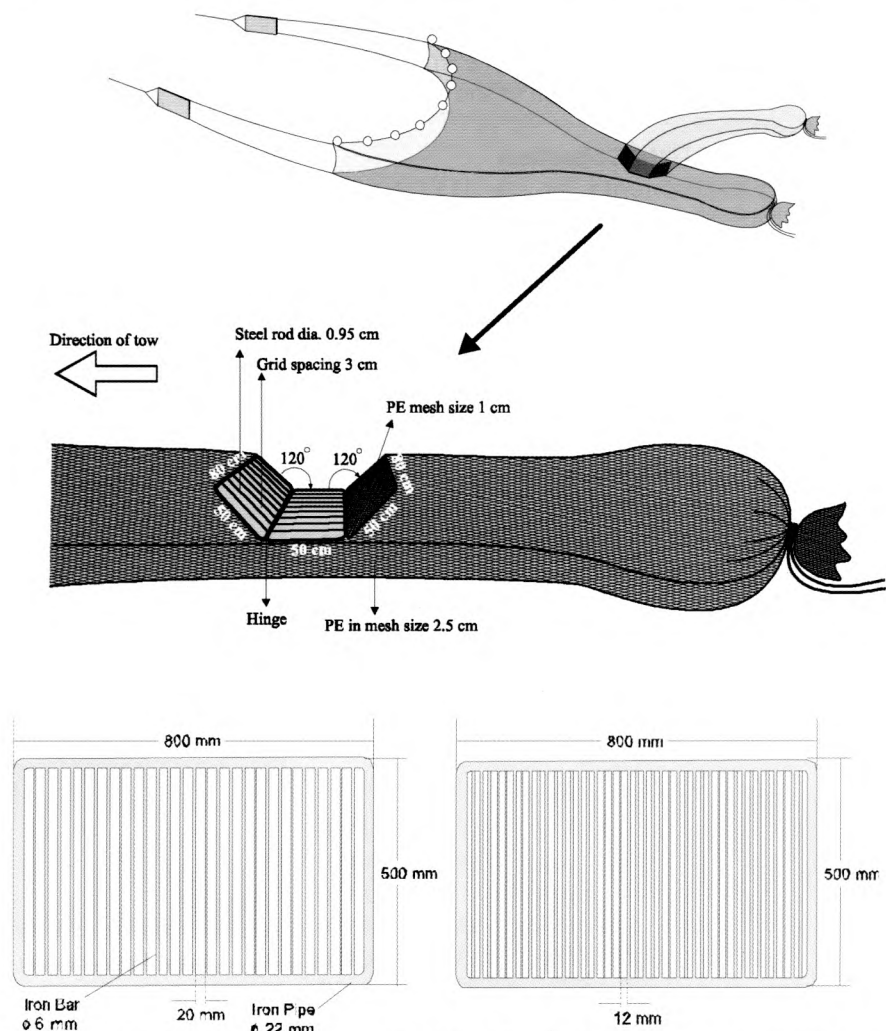 Direction of tow
Steel rod dia. 0.95 cm
Grid spacing 3 cm
PE mesh size 1 cm
120°
120°
80 cm
80 cm
50 cm
50 cm
50 cm
Hinge
PE in mesh size 2.5 cm
800 mm
800 mm
500 mm
500 mm
Iron Bar
ø 6 mm
20 mm
Iron Pipe
ø 22 mm
12 mm